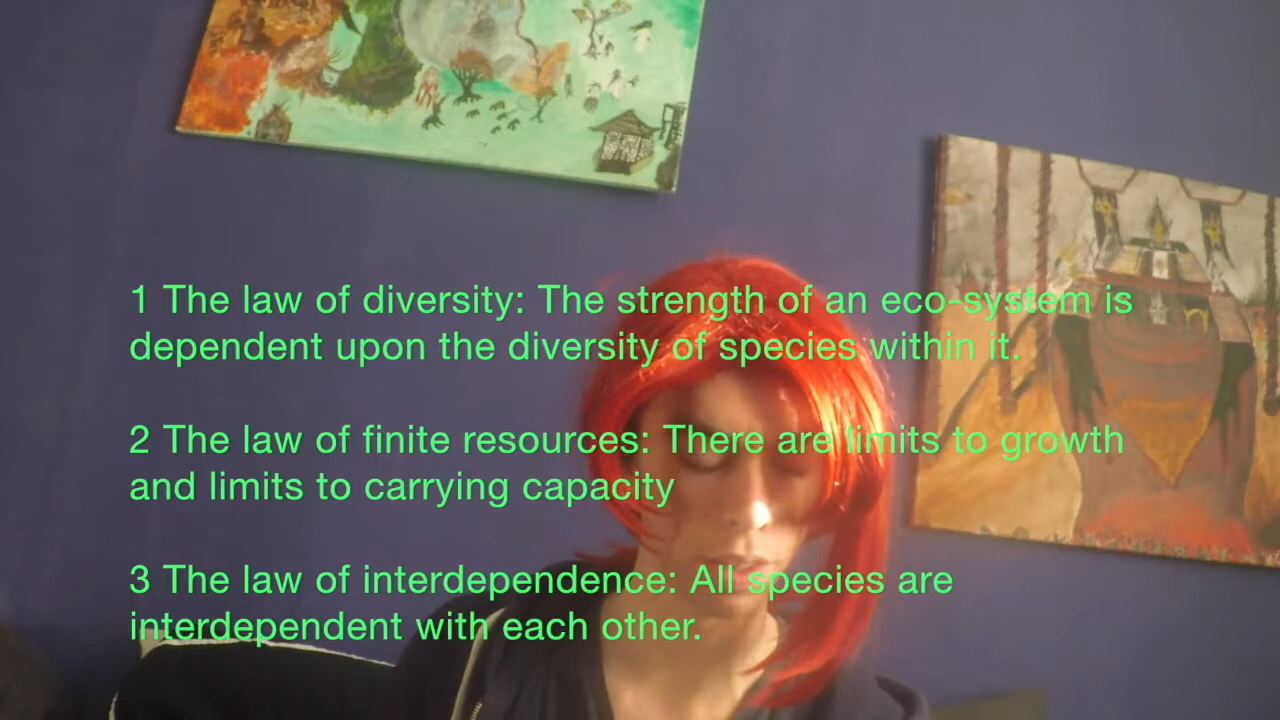 1 The law of diversity: The strength of an eco-system is
dependent upon the diversity of species within it.
2 The law of finite resources: There are limits to growth
and limits to carrying capacity
3 The law of interdependence: All species are
interdependent with each other.